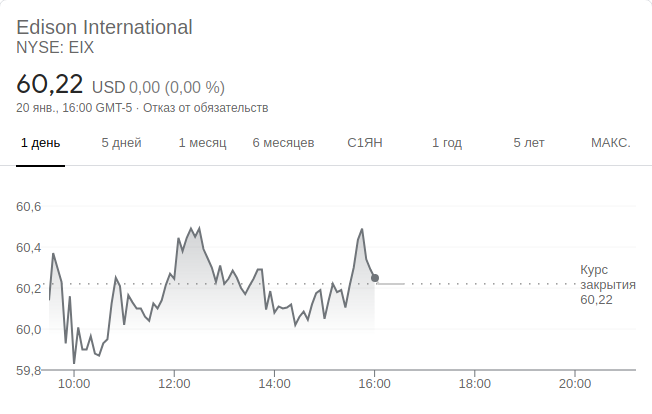 Edison International
NYSE: EIX
60,22 USD 0,00 (0,00 %)
20 янв., 16:00 GMT-5 · Отказ от обязательств
1 день 5 дней 1 месяц 6 месяцев С1ЯН 1 год 5 лет МАКС.
60,6
60,4
60,2
60,0
59,8
Курс
закрытия
60,22
10:00 12:00 14:00 16:00 18:00 20:00